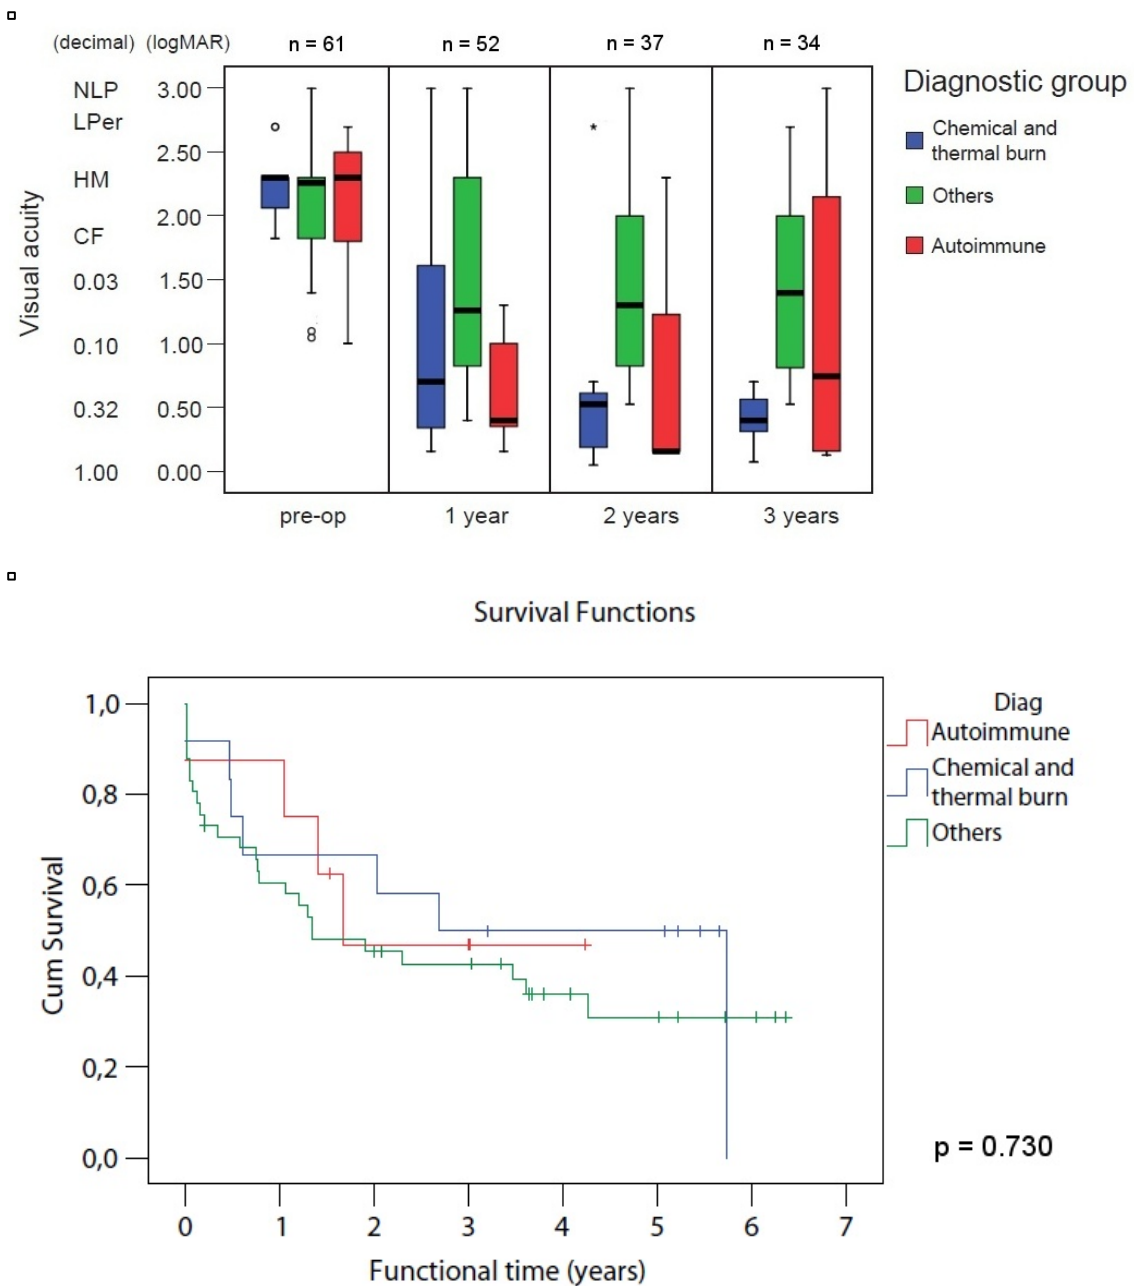 (decimal) (logMAR) n = 61 n = 52 n = 37 n = 34
Diagnostic group
Chemical and
thermal burn
Others
Autoimmune
Visual acuity
NLP 3.00
LPer
2.50
HM
2.00
CF
0.03 1.50
0.10 1.00
0.32 0.50
1.00 0.00
pre-op 1 year 2 years 3 years
Survival Functions
Diag
Autoimmune
Chemical and
thermal burn
Others
Cum Survival
1,0
0,8
0,6
0,4
0,2
0,0
p = 0.730
0 1 2 3 4 5 6 7
Functional time (years)